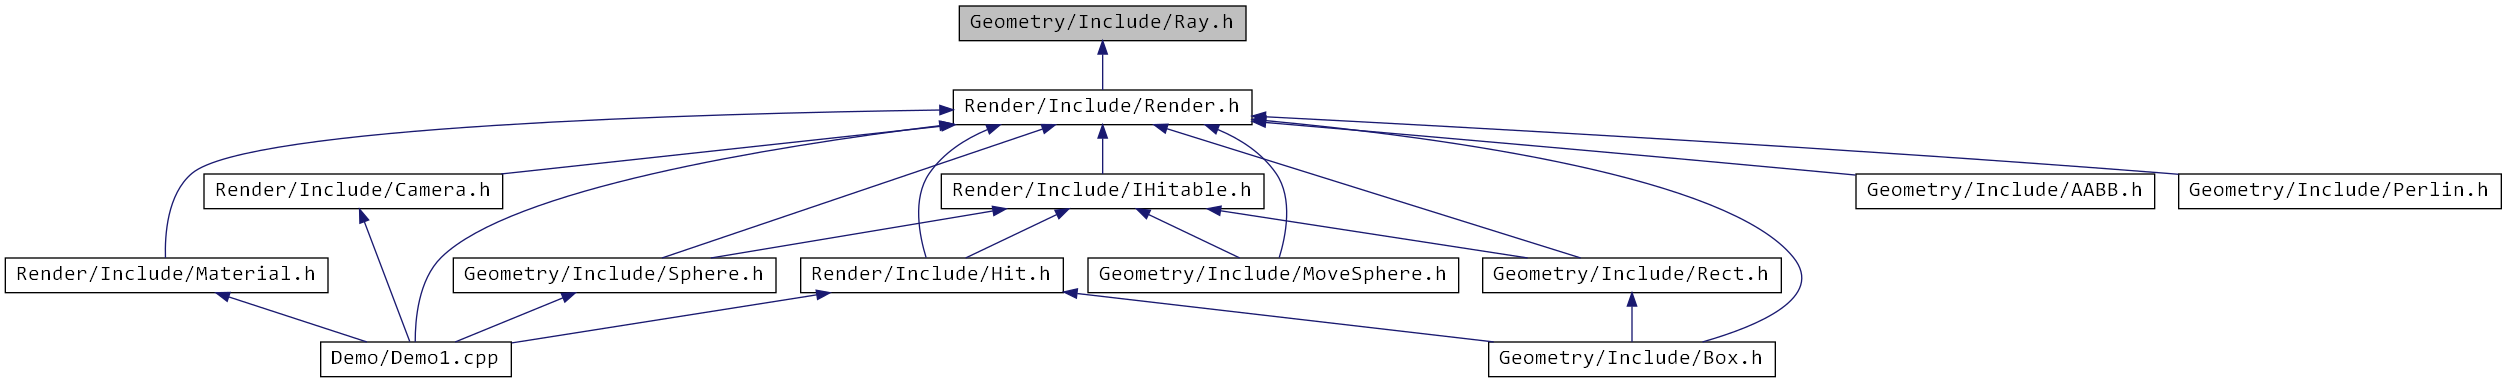 Geometry/Include/Ray.h
Render/Include/Render.h
Render/Include/Camera.h
Render/Include/IHitable.h
Geometry/Include/AABB.h
Geometry/Include/Perlin.h
Render/Include/Material.h
Geometry/Include/Sphere.h
Render/Include/Hit.h
Geometry/Include/MoveSphere.h
Geometry/Include/Rect.h
Demo/Demo1.cpp
Geometry/Include/Box.h